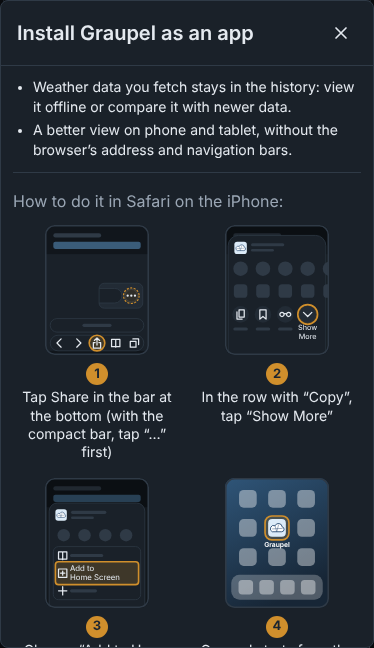 Install Graupel as an app
• Weather data you fetch stays in the history: view
it offline or compare it with newer data.
• A better view on phone and tablet, without the
browser’s address and navigation bars.
How to do it in Safari on the iPhone:
Show
More
1
Tap Share in the bar at
the bottom (with the
compact bar, tap “…”
first)
2
In the row with “Copy”,
tap “Show More”
Add to
Home Screen
3
Graupel
4